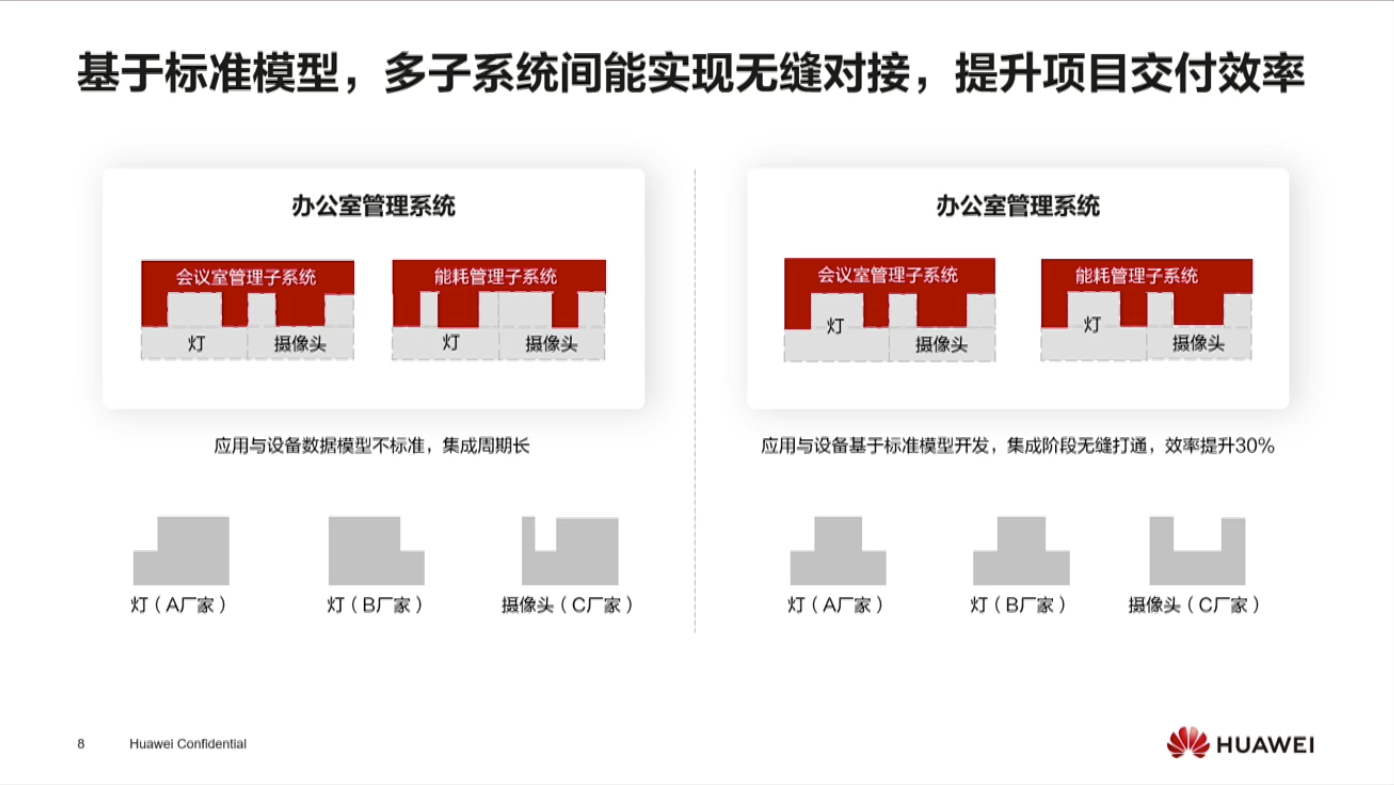 基于标准模型，多子系统间能实现无缝对接，提升项目交付效率
办公室管理系统
会议室管理子系统
能耗管理子系统
灯
摄像头
灯
摄像头
应用与设备数据模型不标准，集成周期长
灯（A厂家）
灯（B厂家）
摄像头（C厂家）
办公室管理系统
会议室管理子系统
能耗管理子系统
灯
摄像头
灯
摄像头
应用与设备基于标准模型开发，集成阶段无缝打通，效率提升30%
灯（A厂家）
灯（B厂家）
摄像头（C厂家）
8
Huawei Confidential
HUAWEI